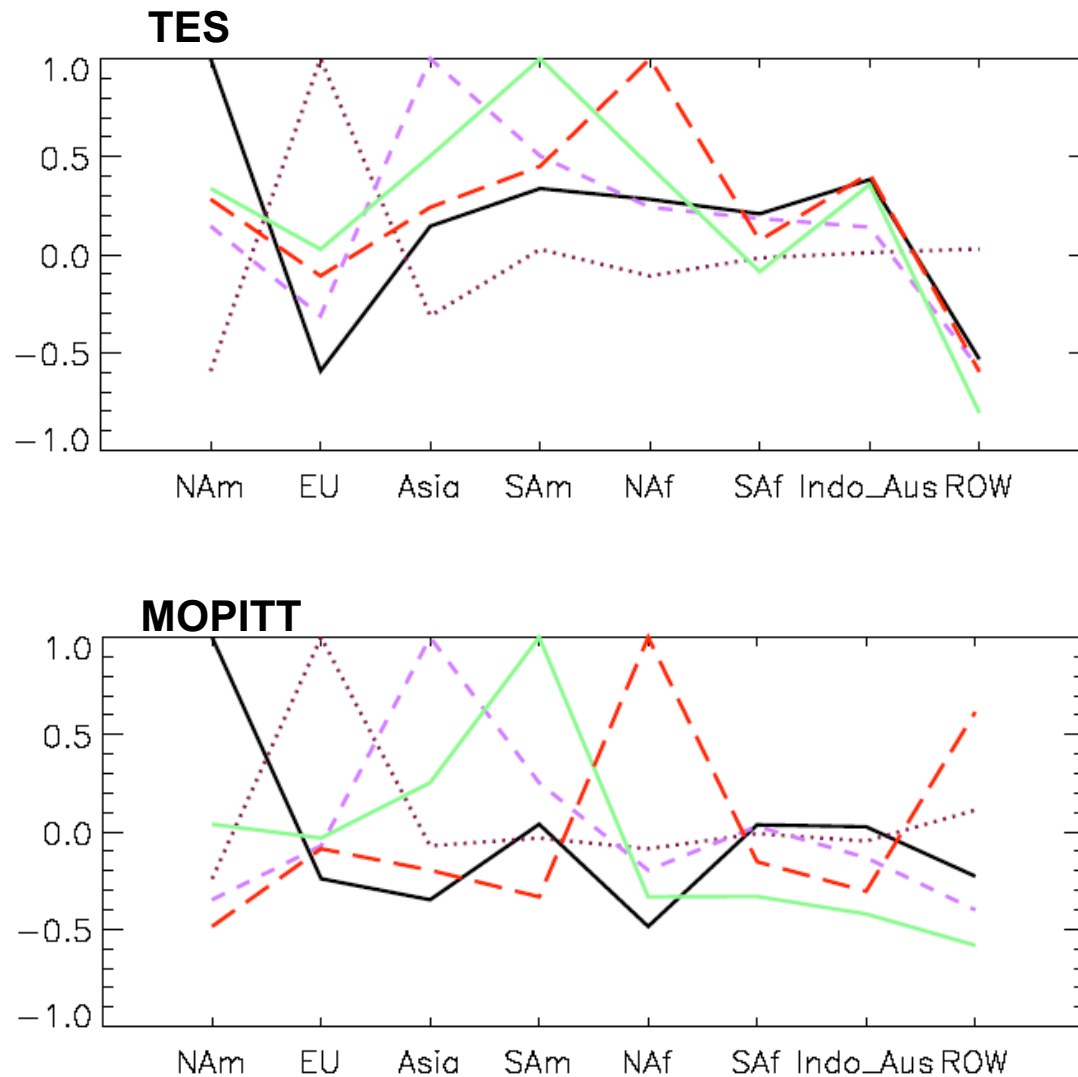 TES
1.0
0.5
0.0
−0.5
−1.0
NAm EU Asia SAm NAf SAf Indo_Aus ROW
MOPITT
1.0
0.5
0.0
−0.5
−1.0
NAm EU Asia SAm NAf SAf Indo_Aus ROW